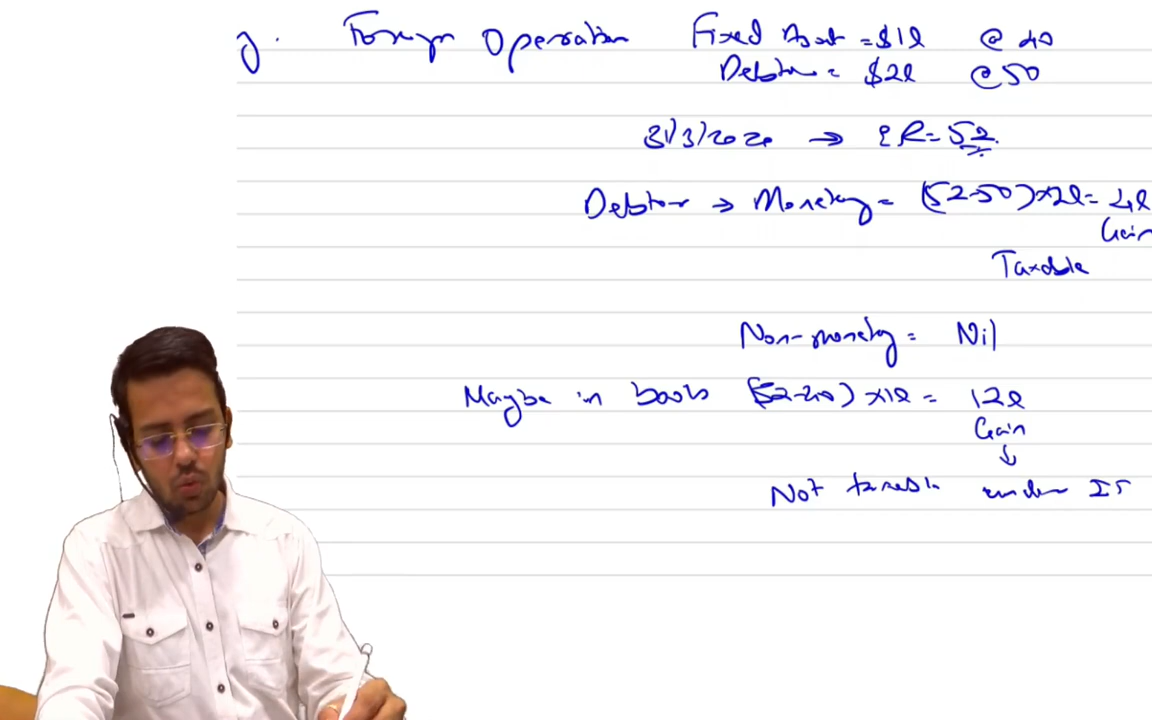 g. Foreign Operation Fixed Asset = $1l @ 40
Debtor = $2l @ 50
31/3/2020 → ER = 52
Debtor → Monetary = (52-50) × 2l = 4l
Gain
Taxable
Non-monetary = Nil
Maybe in books (52-40) × 1l = 12l
Gain
↓
Not taxable under IT